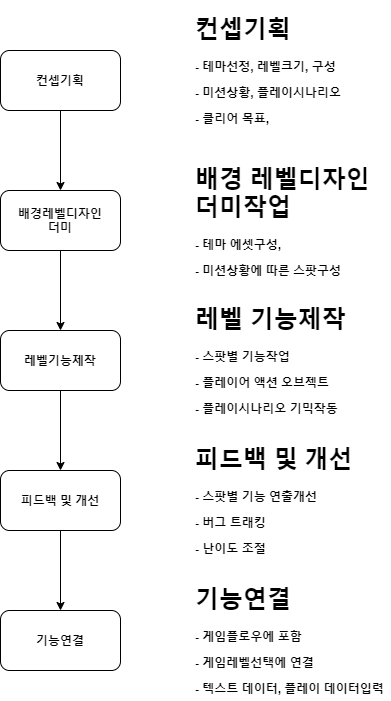 컨셉기획
컨셉기획
- 테마선정, 레벨크기, 구성
- 미션상황, 플레이시나리오
- 클리어 목표,
배경레벨디자인
더미
배경 레벨디자인
더미작업
- 테마 에셋구성,
- 미션상황에 따른 스팟구성
레벨기능제작
레벨 기능제작
- 스팟별 기능작업
- 플레이어 액션 오브젝트
- 플레이시나리오 기믹작동
피드백 및 개선
피드백 및 개선
- 스팟별 기능 연출개선
- 버그 트래킹
- 난이도 조절
기능연결
기능연결
- 게임플로우에 포함
- 게임레벨선택에 연결
- 텍스트 데이터, 플레이 데이터입력